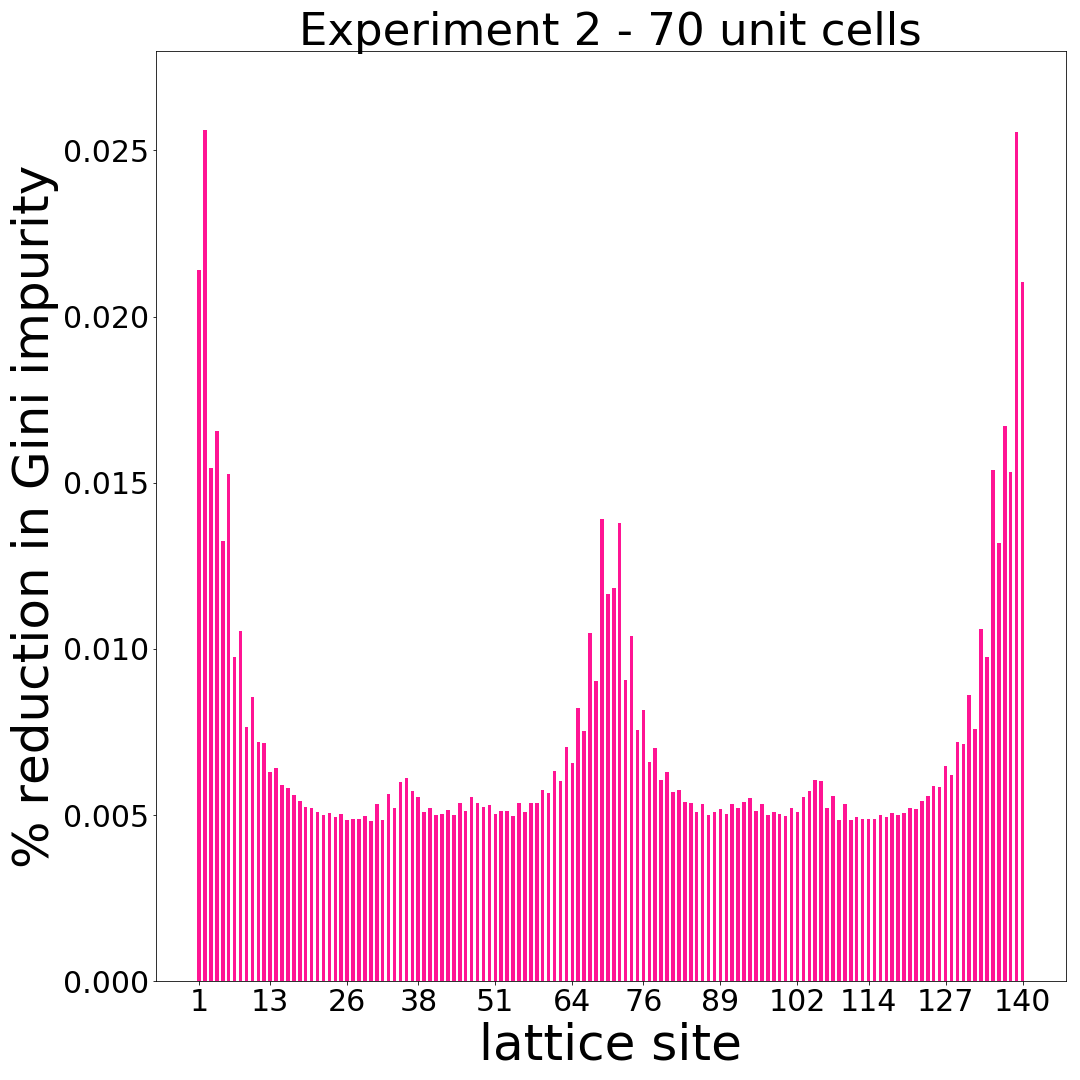 Experiment 2 - 70 unit cells
% reduction in Gini impurity
0.025
0.020
0.015
0.010
0.005
0.000
1 13 26 38 51 64 76 89 102 114 127 140
lattice site